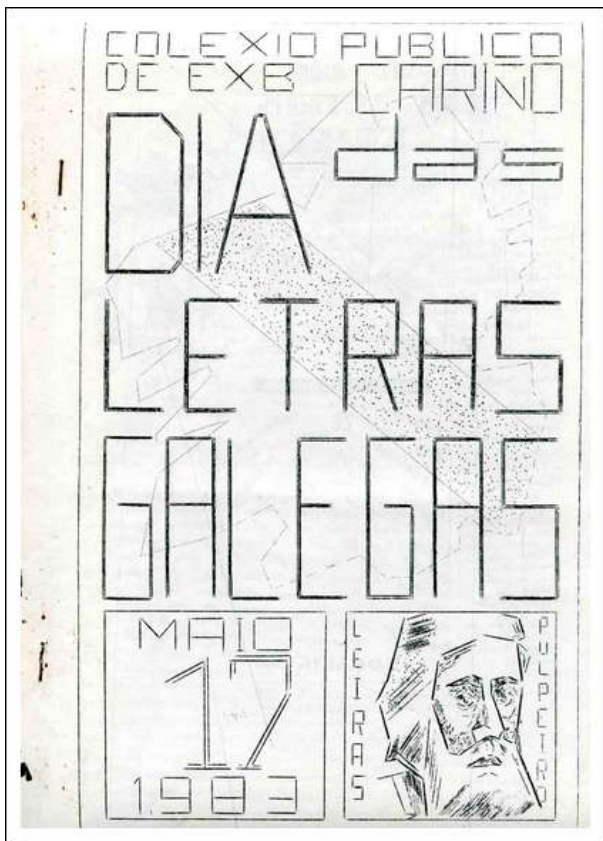 COLEXIO PUBLICO
DE EXB CARIÑO
DIA das
LETRAS
GALEGAS
MAIO
17
1.983
LEIRAS
PULPEIRO